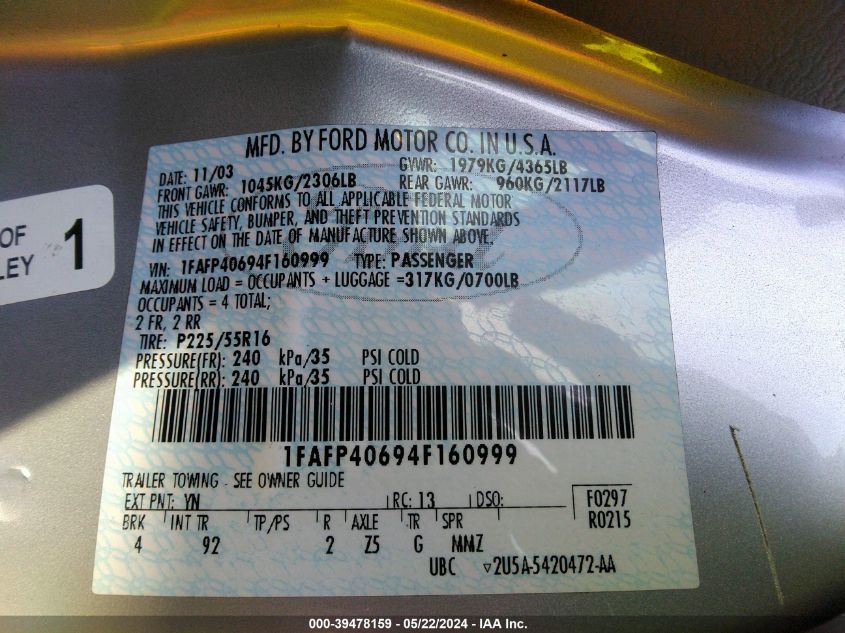 MFD. BY FORD MOTOR CO. IN U.S.A.
DATE: 11/03 GVWR: 1979KG/4365LB
FRONT GAWR: 1045KG/2306LB REAR GAWR: 960KG/2117LB
THIS VEHICLE CONFORMS TO ALL APPLICABLE FEDERAL MOTOR
VEHICLE SAFETY, BUMPER, AND THEFT PREVENTION STANDARDS
IN EFFECT ON THE DATE OF MANUFACTURE SHOWN ABOVE.
VIN: 1FAFP40694F160999 TYPE: PASSENGER
MAXIMUM LOAD = OCCUPANTS + LUGGAGE =317KG/0700LB
OCCUPANTS = 4 TOTAL;
2 FR, 2 RR
TIRE: P225/55R16
PRESSURE(FR): 240 kPa/35 PSI COLD
PRESSURE(RR): 240 kPa/35 PSI COLD
1FAFP40694F160999
TRAILER TOWING - SEE OWNER GUIDE
EXT PNT: YN RC: 13 DSO: F0297
R0215
BRK INT TR TP/PS R AXLE TR SPR
4 92 2 Z5 G MMZ
UBC ▽2U5A-5420472-AA
OF
LEY 1
000-39478159 - 05/22/2024 - IAA Inc.